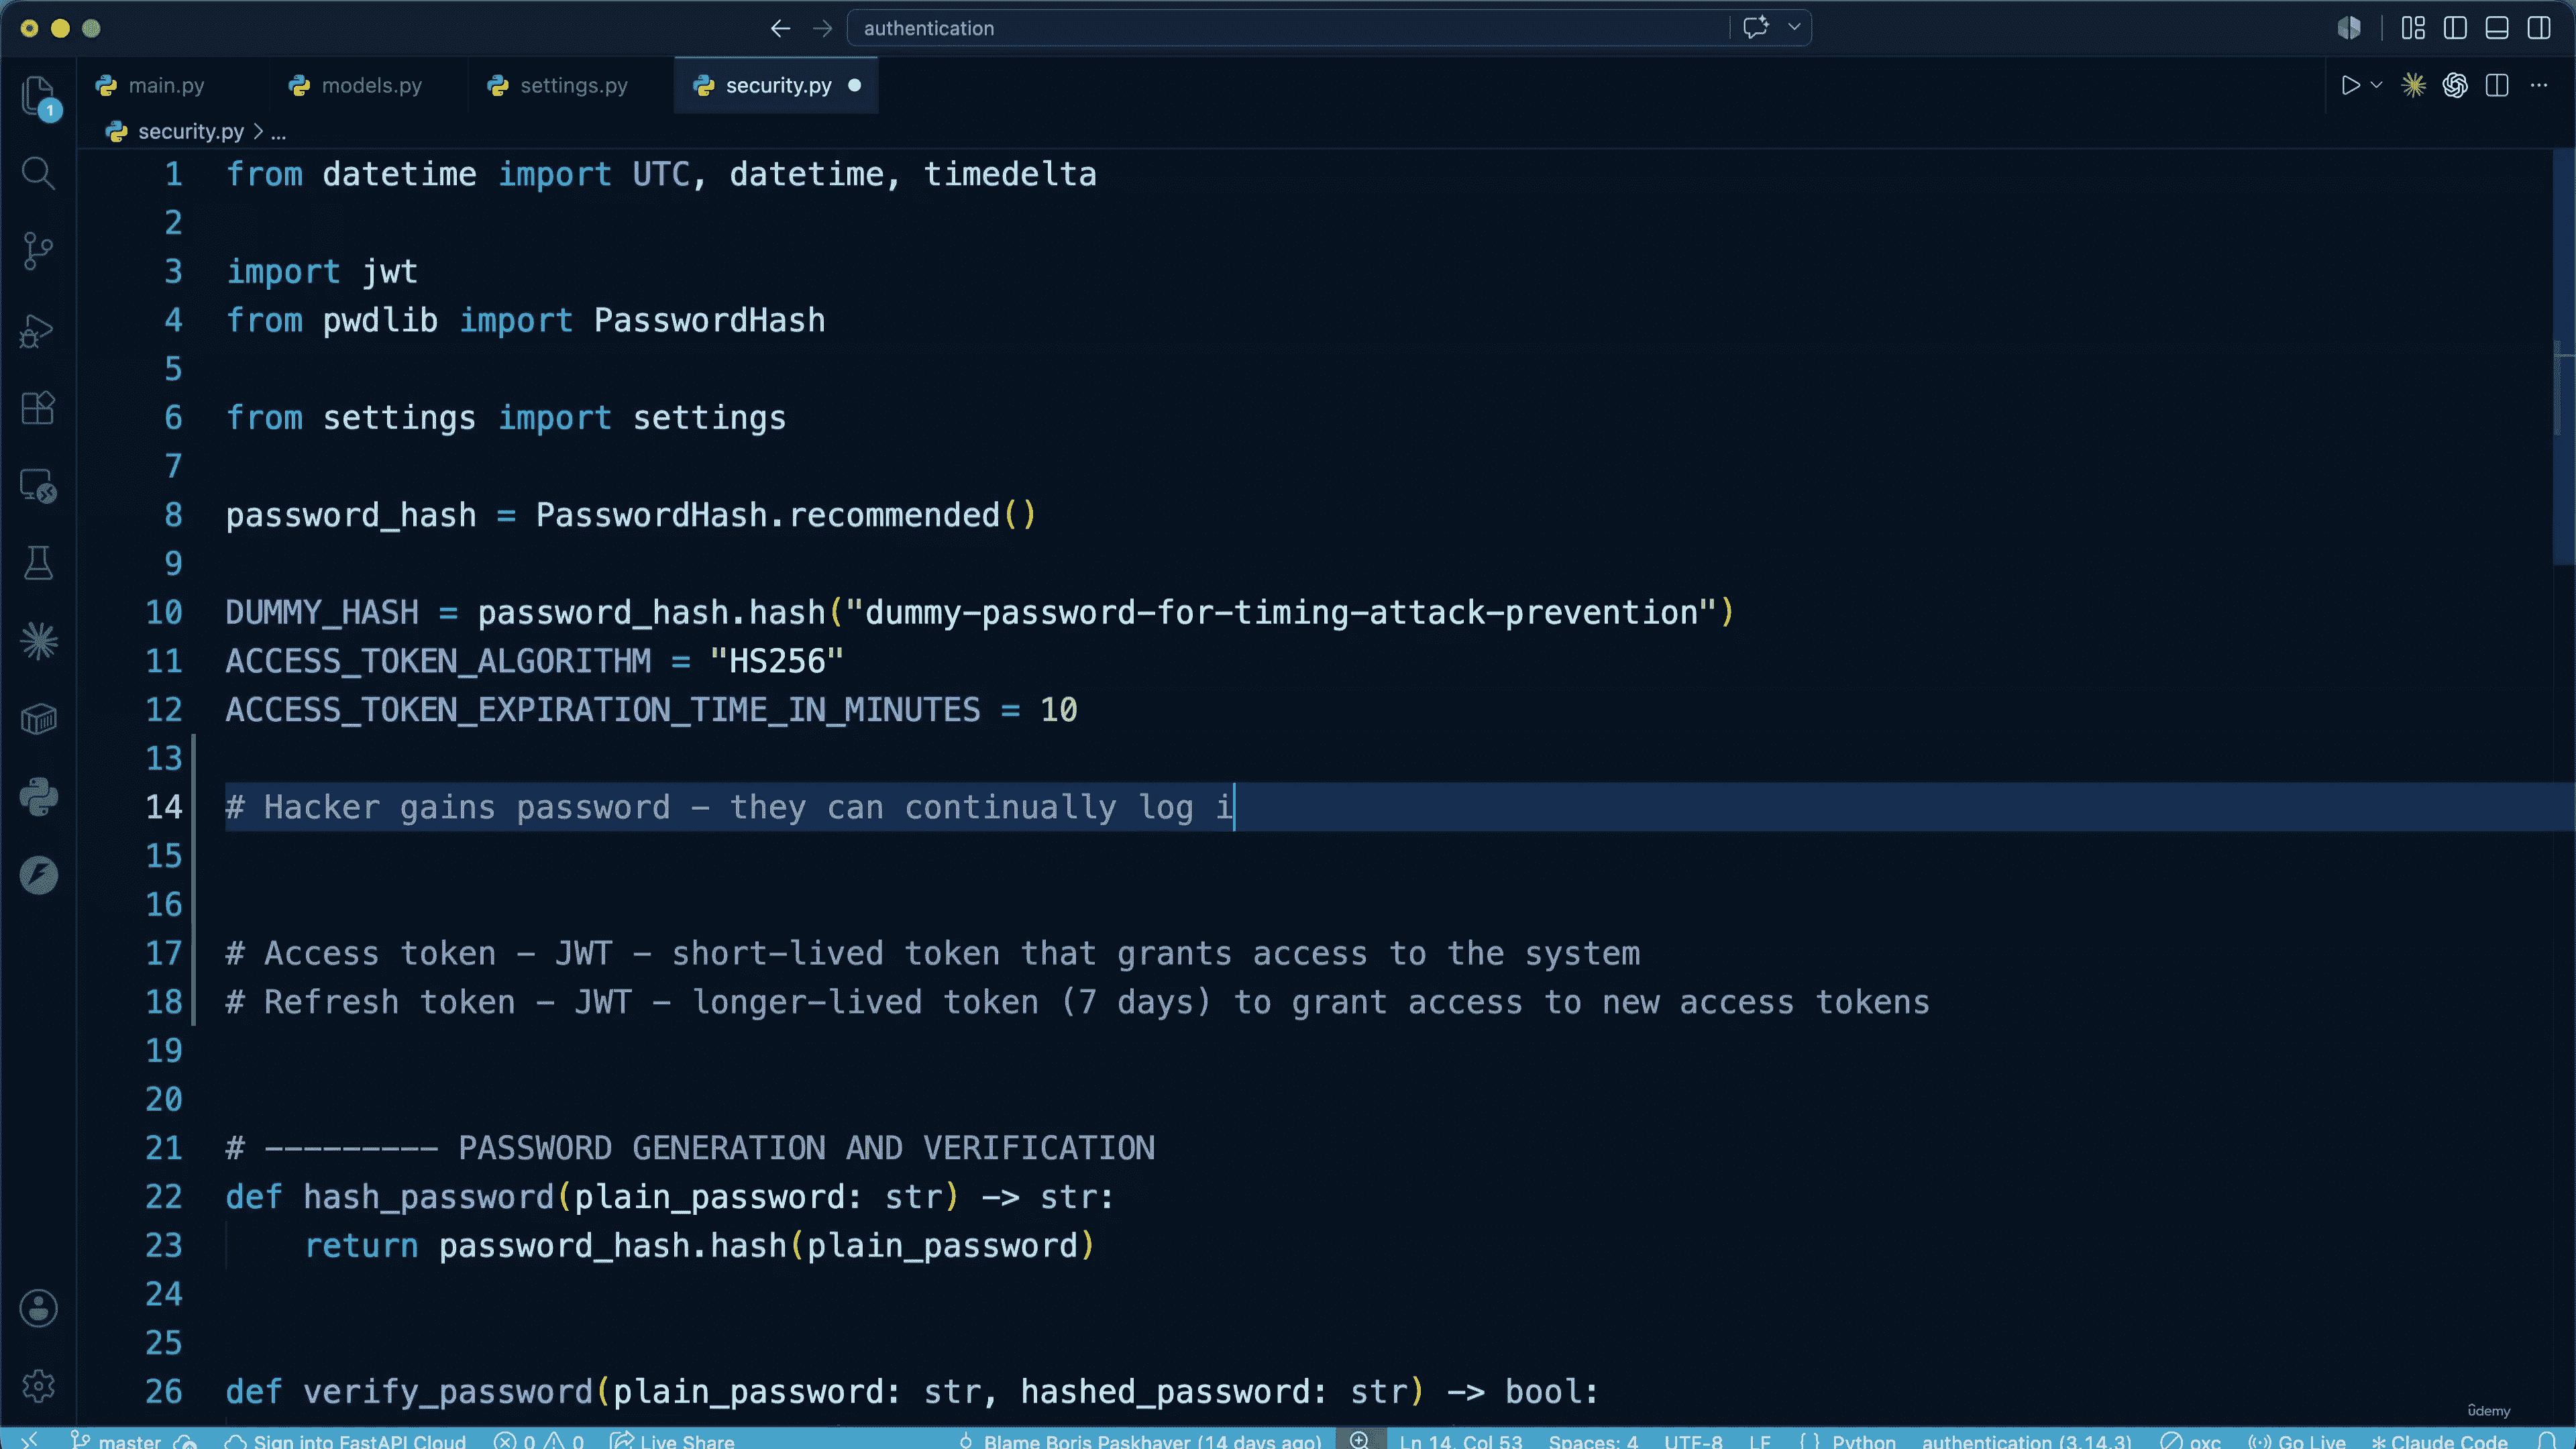 authentication
main.py
models.py
settings.py
security.py
1
security.py > ...
1 from datetime import UTC, datetime, timedelta
2
3 import jwt
4 from pwdlib import PasswordHash
5
6 from settings import settings
7
8 password_hash = PasswordHash.recommended()
9
10 DUMMY_HASH = password_hash.hash("dummy-password-for-timing-attack-prevention")
11 ACCESS_TOKEN_ALGORITHM = "HS256"
12 ACCESS_TOKEN_EXPIRATION_TIME_IN_MINUTES = 10
13
14 # Hacker gains password - they can continually log i
15
16
17 # Access token - JWT - short-lived token that grants access to the system
18 # Refresh token - JWT - longer-lived token (7 days) to grant access to new access tokens
19
20
21 # --------- PASSWORD GENERATION AND VERIFICATION
22 def hash_password(plain_password: str) -> str:
23 return password_hash.hash(plain_password)
24
25
26 def verify_password(plain_password: str, hashed_password: str) -> bool:
ûdemy
master Sign into FastAPI Cloud 0 0 Live Share Blame Boris Paskhaver (14 days ago) Ln 14, Col 53 Spaces: 4 UTF-8 LF { } Python authentication (3.14.3) oxc Go Live Claude Code